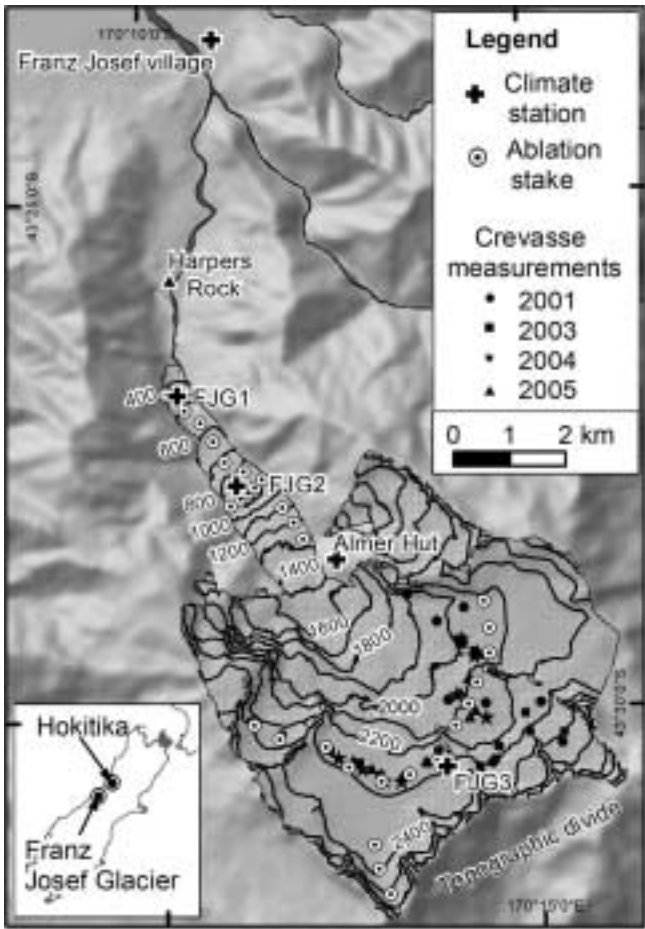 170°10'0"S
Franz Josef village
Legend
Climate
station
Ablation
stake
43°25'0"S
Crevasse
measurements
2001
2003
2004
2005
0 1 2 km
Harpers
Rock
400
FJG1
600
FJG2
800
1000
1200
1400
Almer Hut
1600
1800
2000
43°10'0"S
2200
FJG3
2400
Topographic divide
170°15'0"S
Hokitika
Franz
Josef Glacier